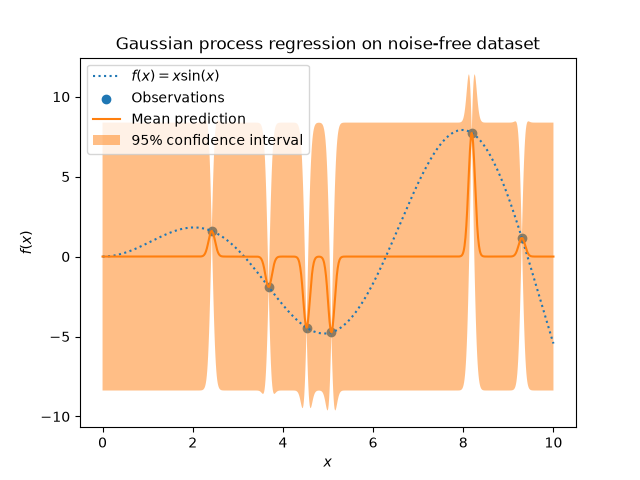 Gaussian process regression on noise-free dataset
f(x) = x sin(x)
Observations
Mean prediction
95% confidence interval
10
5
0
−5
−10
f(x)
0 2 4 6 8 10
x